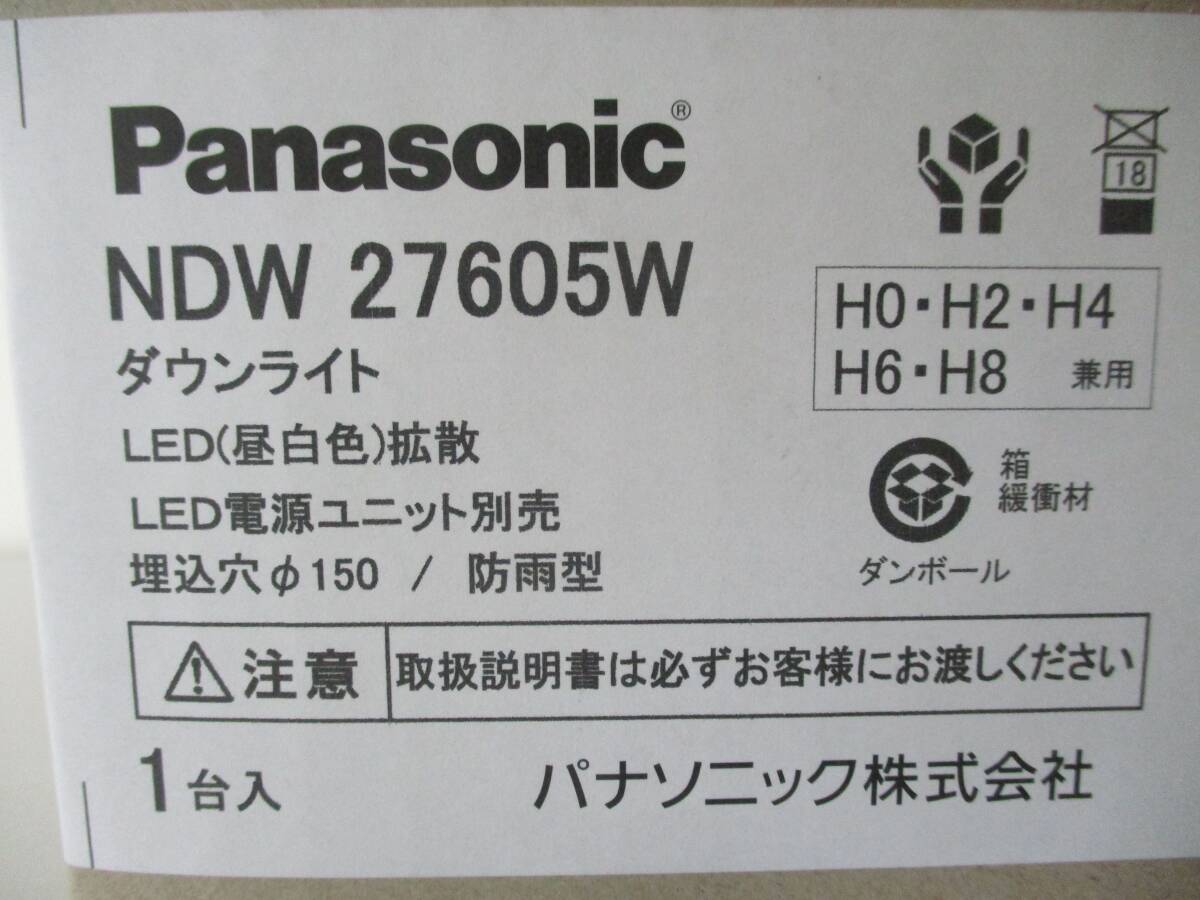 Panasonic®
NDW 27605W
ダウンライト
LED(昼白色)拡散
LED電源ユニット別売
埋込穴φ150 / 防雨型
18
H0・H2・H4
H6・H8 兼用
箱
緩衝材
ダンボール
注意 取扱説明書は必ずお客様にお渡しください
1台入
パナソニック株式会社